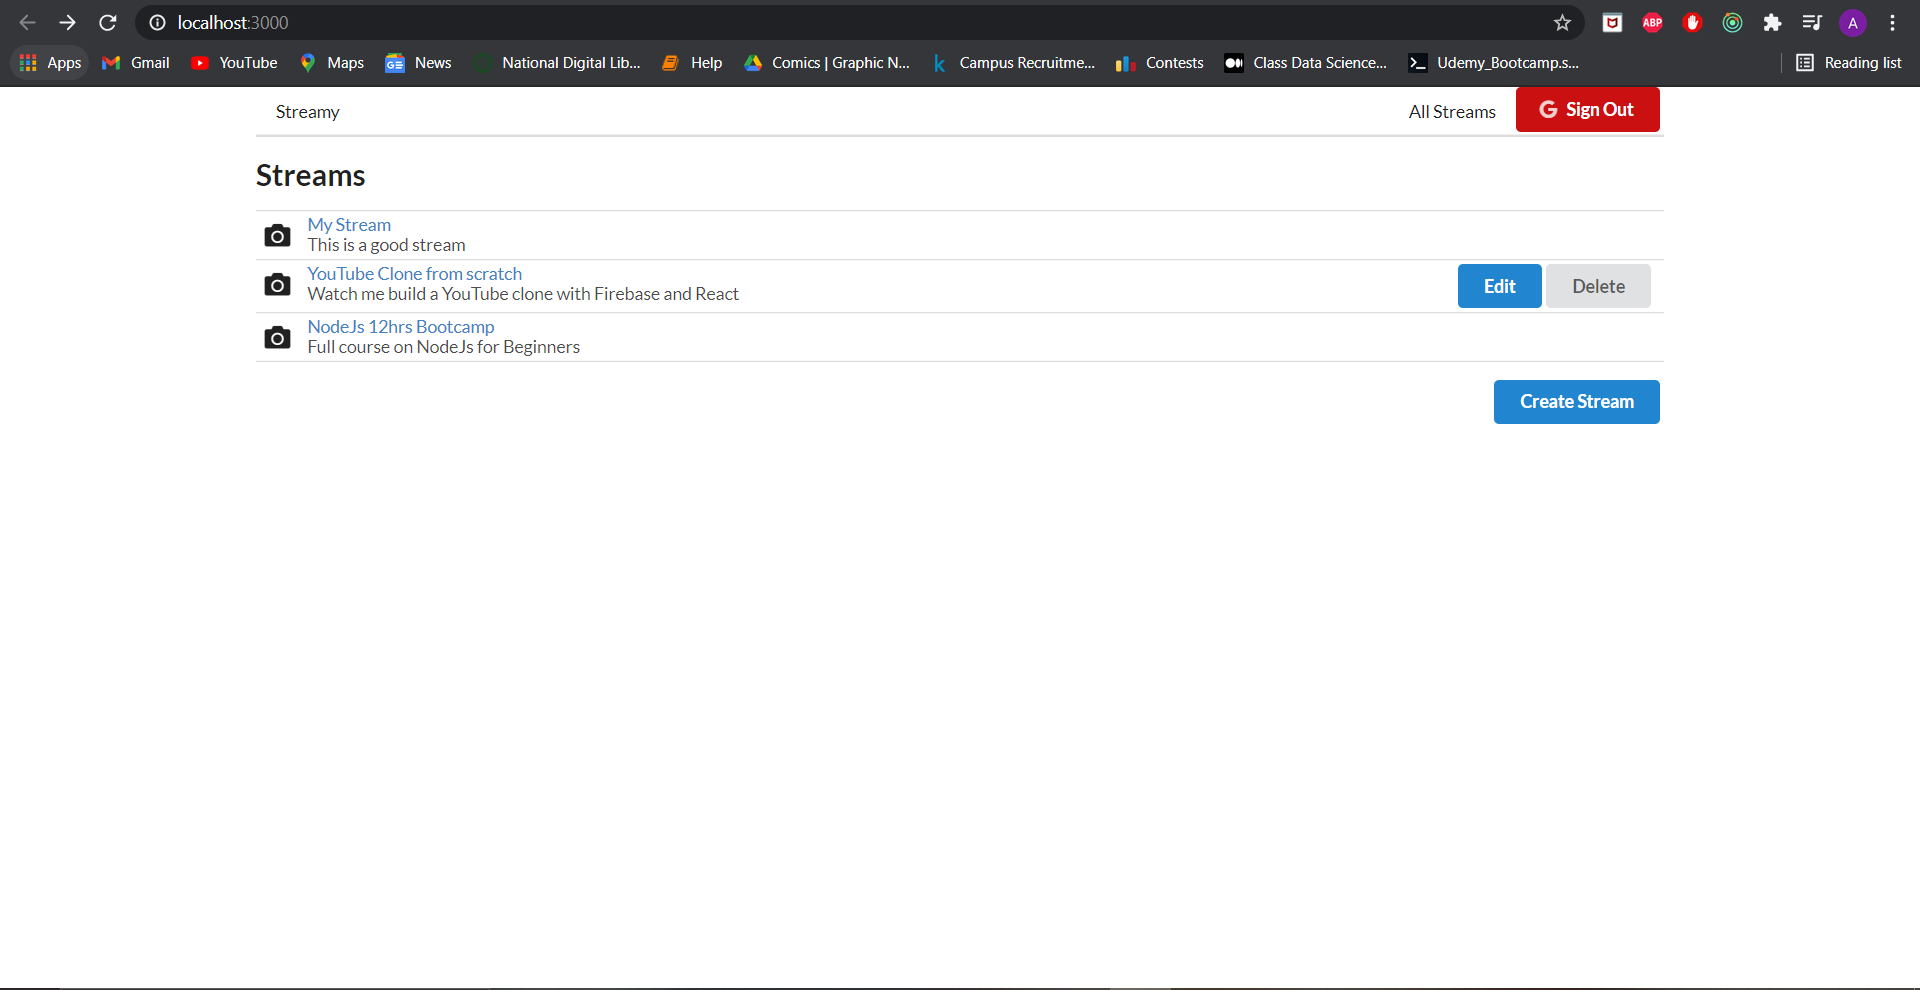 localhost:3000
ABP
A
Apps Gmail YouTube Maps News National Digital Lib... Help Comics | Graphic N... Campus Recruitme... Contests Class Data Science... Udemy_Bootcamp.s... Reading list
Streamy All Streams Sign Out
Streams
My Stream
This is a good stream
YouTube Clone from scratch
Watch me build a YouTube clone with Firebase and React
Edit Delete
NodeJs 12hrs Bootcamp
Full course on NodeJs for Beginners
Create Stream